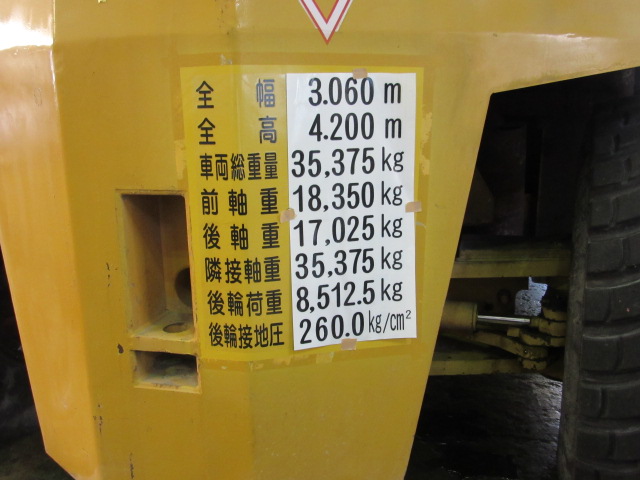 全幅 3.060 m
全高 4.200 m
車両総重量 35,375 kg
前軸重 18,350 kg
後軸重 17,025 kg
隣接軸重 35,375 kg
後輪荷重 8,512.5 kg
後輪接地圧 260.0 kg/cm²